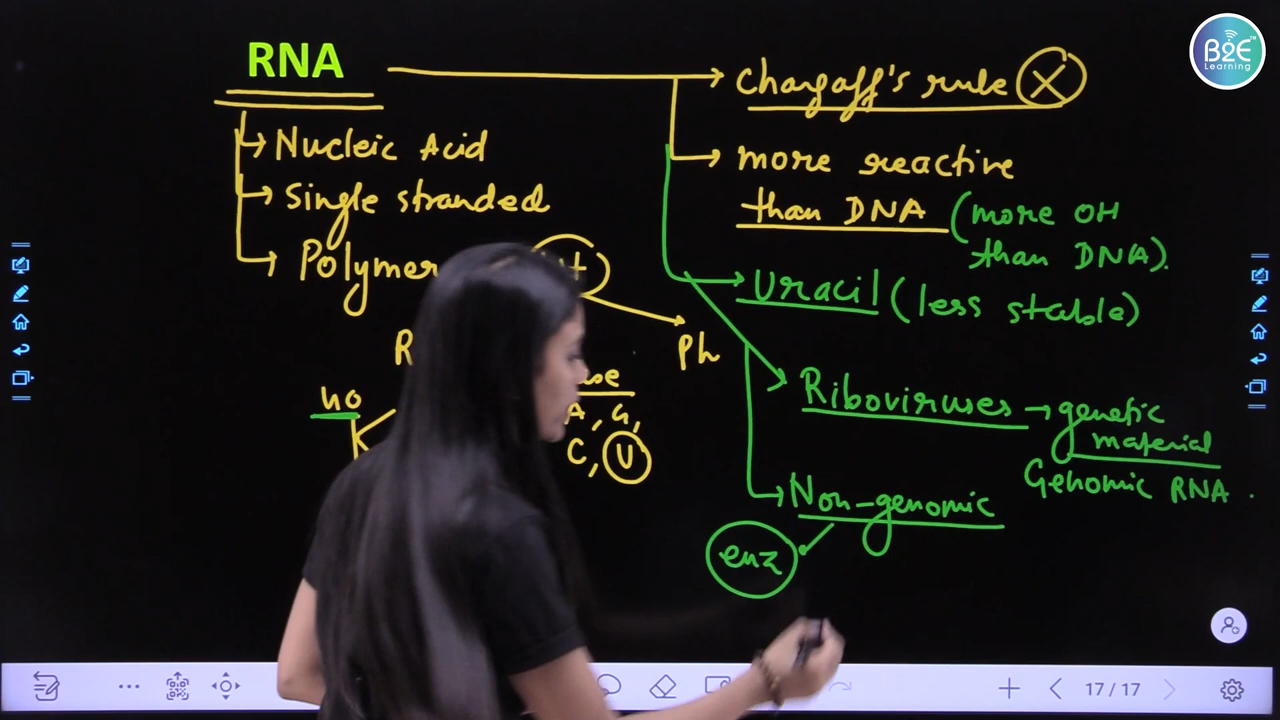 RNA
Nucleic Acid
Single stranded
Polymer
Ph
HO
A, G,
C, U
Chargaff's rule X
more reactive
than DNA (more OH
than DNA).
Uracil (less stable)
Riboviruses → genetic
material
Genomic RNA.
Non-genomic
enz
B2E
Learning
17 / 17